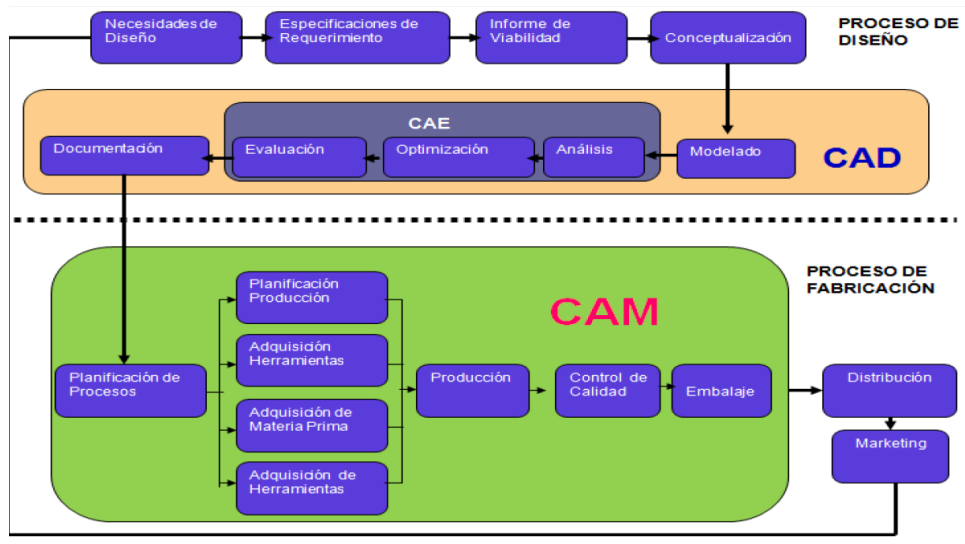 Necesidades de
Diseño
Especificaciones de
Requerimiento
Informe de
Viabilidad
Conceptualización
PROCESO DE
DISEÑO
CAE
Documentación
Evaluación
Optimización
Análisis
Modelado
CAD
PROCESO DE
FABRICACIÓN
CAM
Planificación
Producción
Adquisición
Herramientas
Planificación de
Procesos
Adquisición de
Materia Prima
Adquisición de
Herramientas
Producción
Control de
Calidad
Embalaje
Distribución
Marketing